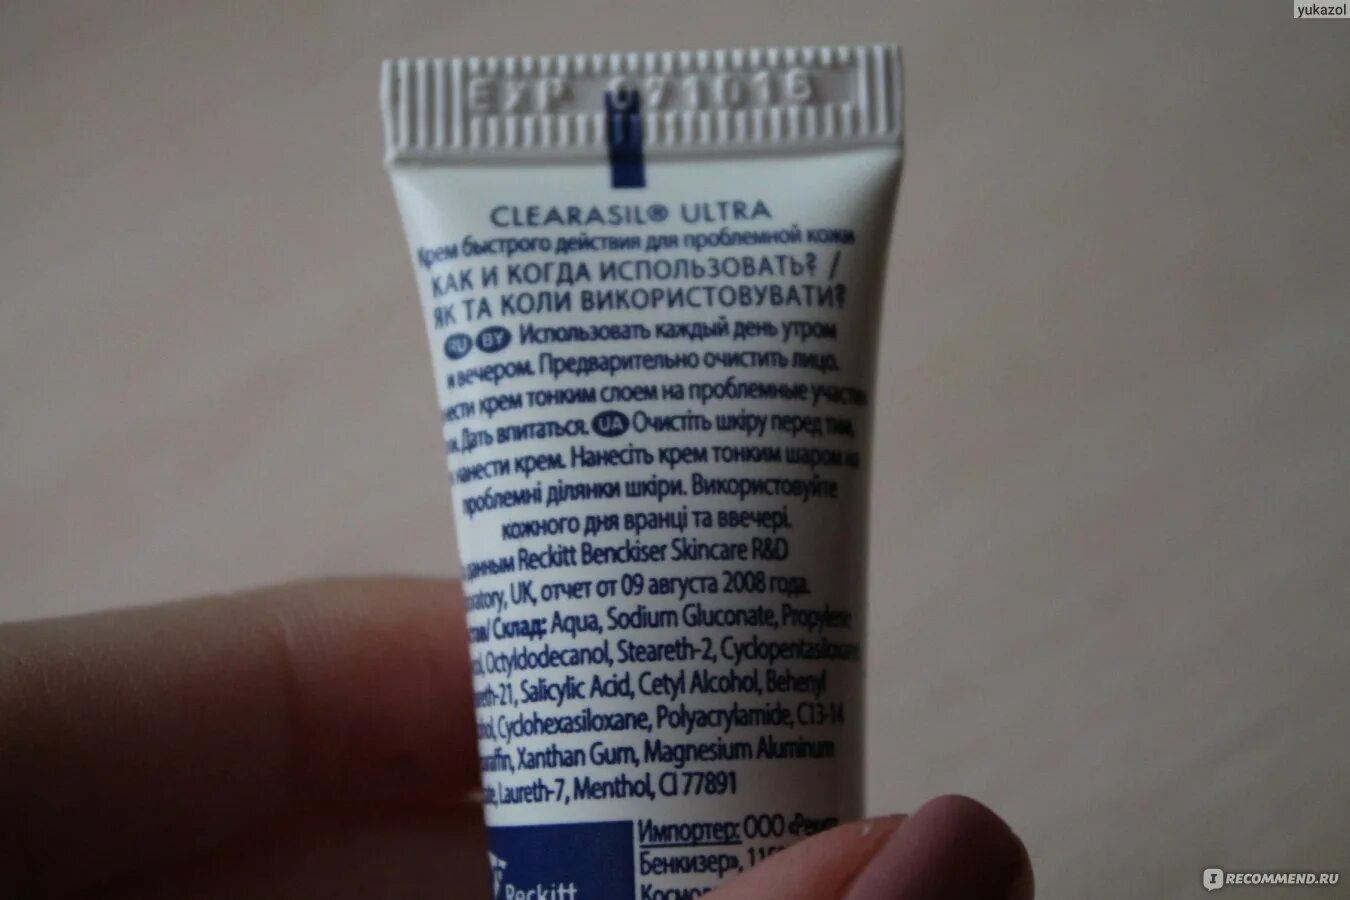 yukazol
EXP 071016
CLEARASIL® ULTRA
Крем быстрого действия для проблемной кожи
КАК И КОГДА ИСПОЛЬЗОВАТЬ? /
ЯК ТА КОЛИ ВИКОРИСТОВУВАТИ?
RU BY Использовать каждый день утром
и вечером. Предварительно очистить лицо.
крем тонким слоем на проблемные
Дать впитаться. UA Очистіть шкіру перед тим,
нанести крем. Нанесіть крем тонким шаром на
проблемні ділянки шкіри. Використовуйте
кожного дня вранці та ввечері.
данным Reckitt Benckiser Skincare R&D
UK, отчет от 09 августа 2008 года.
Склад: Aqua, Sodium Gluconate, Propylene
Octyldodecanol, Steareth-2, Cyclopentasiloxane
-21, Salicylic Acid, Cetyl Alcohol, Behenyl
Cyclohexasiloxane, Polyacrylamide, C13-14
Xanthan Gum, Magnesium Aluminum
Laureth-7, Menthol, CI 77891
Импортер: ООО
Бенкизер»,
Reckitt
IRECOMMEND.RU